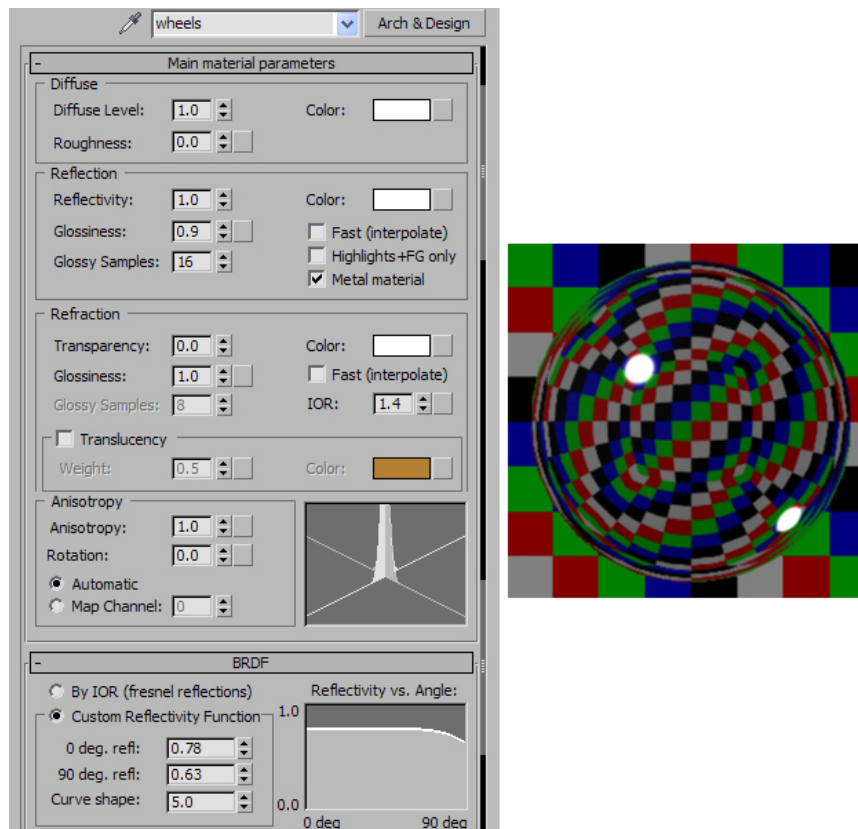 wheels Arch & Design
- Main material parameters
Diffuse
Diffuse Level: 1.0 Color:
Roughness: 0.0
Reflection
Reflectivity: 1.0 Color:
Glossiness: 0.9 Fast (interpolate)
Highlights+FG only
Glossy Samples: 16
Metal material
Refraction
Transparency: 0.0 Color:
Glossiness: 1.0 Fast (interpolate)
Glossy Samples: 8 IOR: 1.4
Translucency
Weight: 0.5 Color:
Anisotropy
Anisotropy: 1.0
Rotation: 0.0
Automatic
Map Channel: 0
- BRDF
By IOR (fresnel reflections) Reflectivity vs. Angle:
Custom Reflectivity Function 1.0
0 deg. refl: 0.78
90 deg. refl: 0.63
Curve shape: 5.0 0.0
0 deg 90 deg